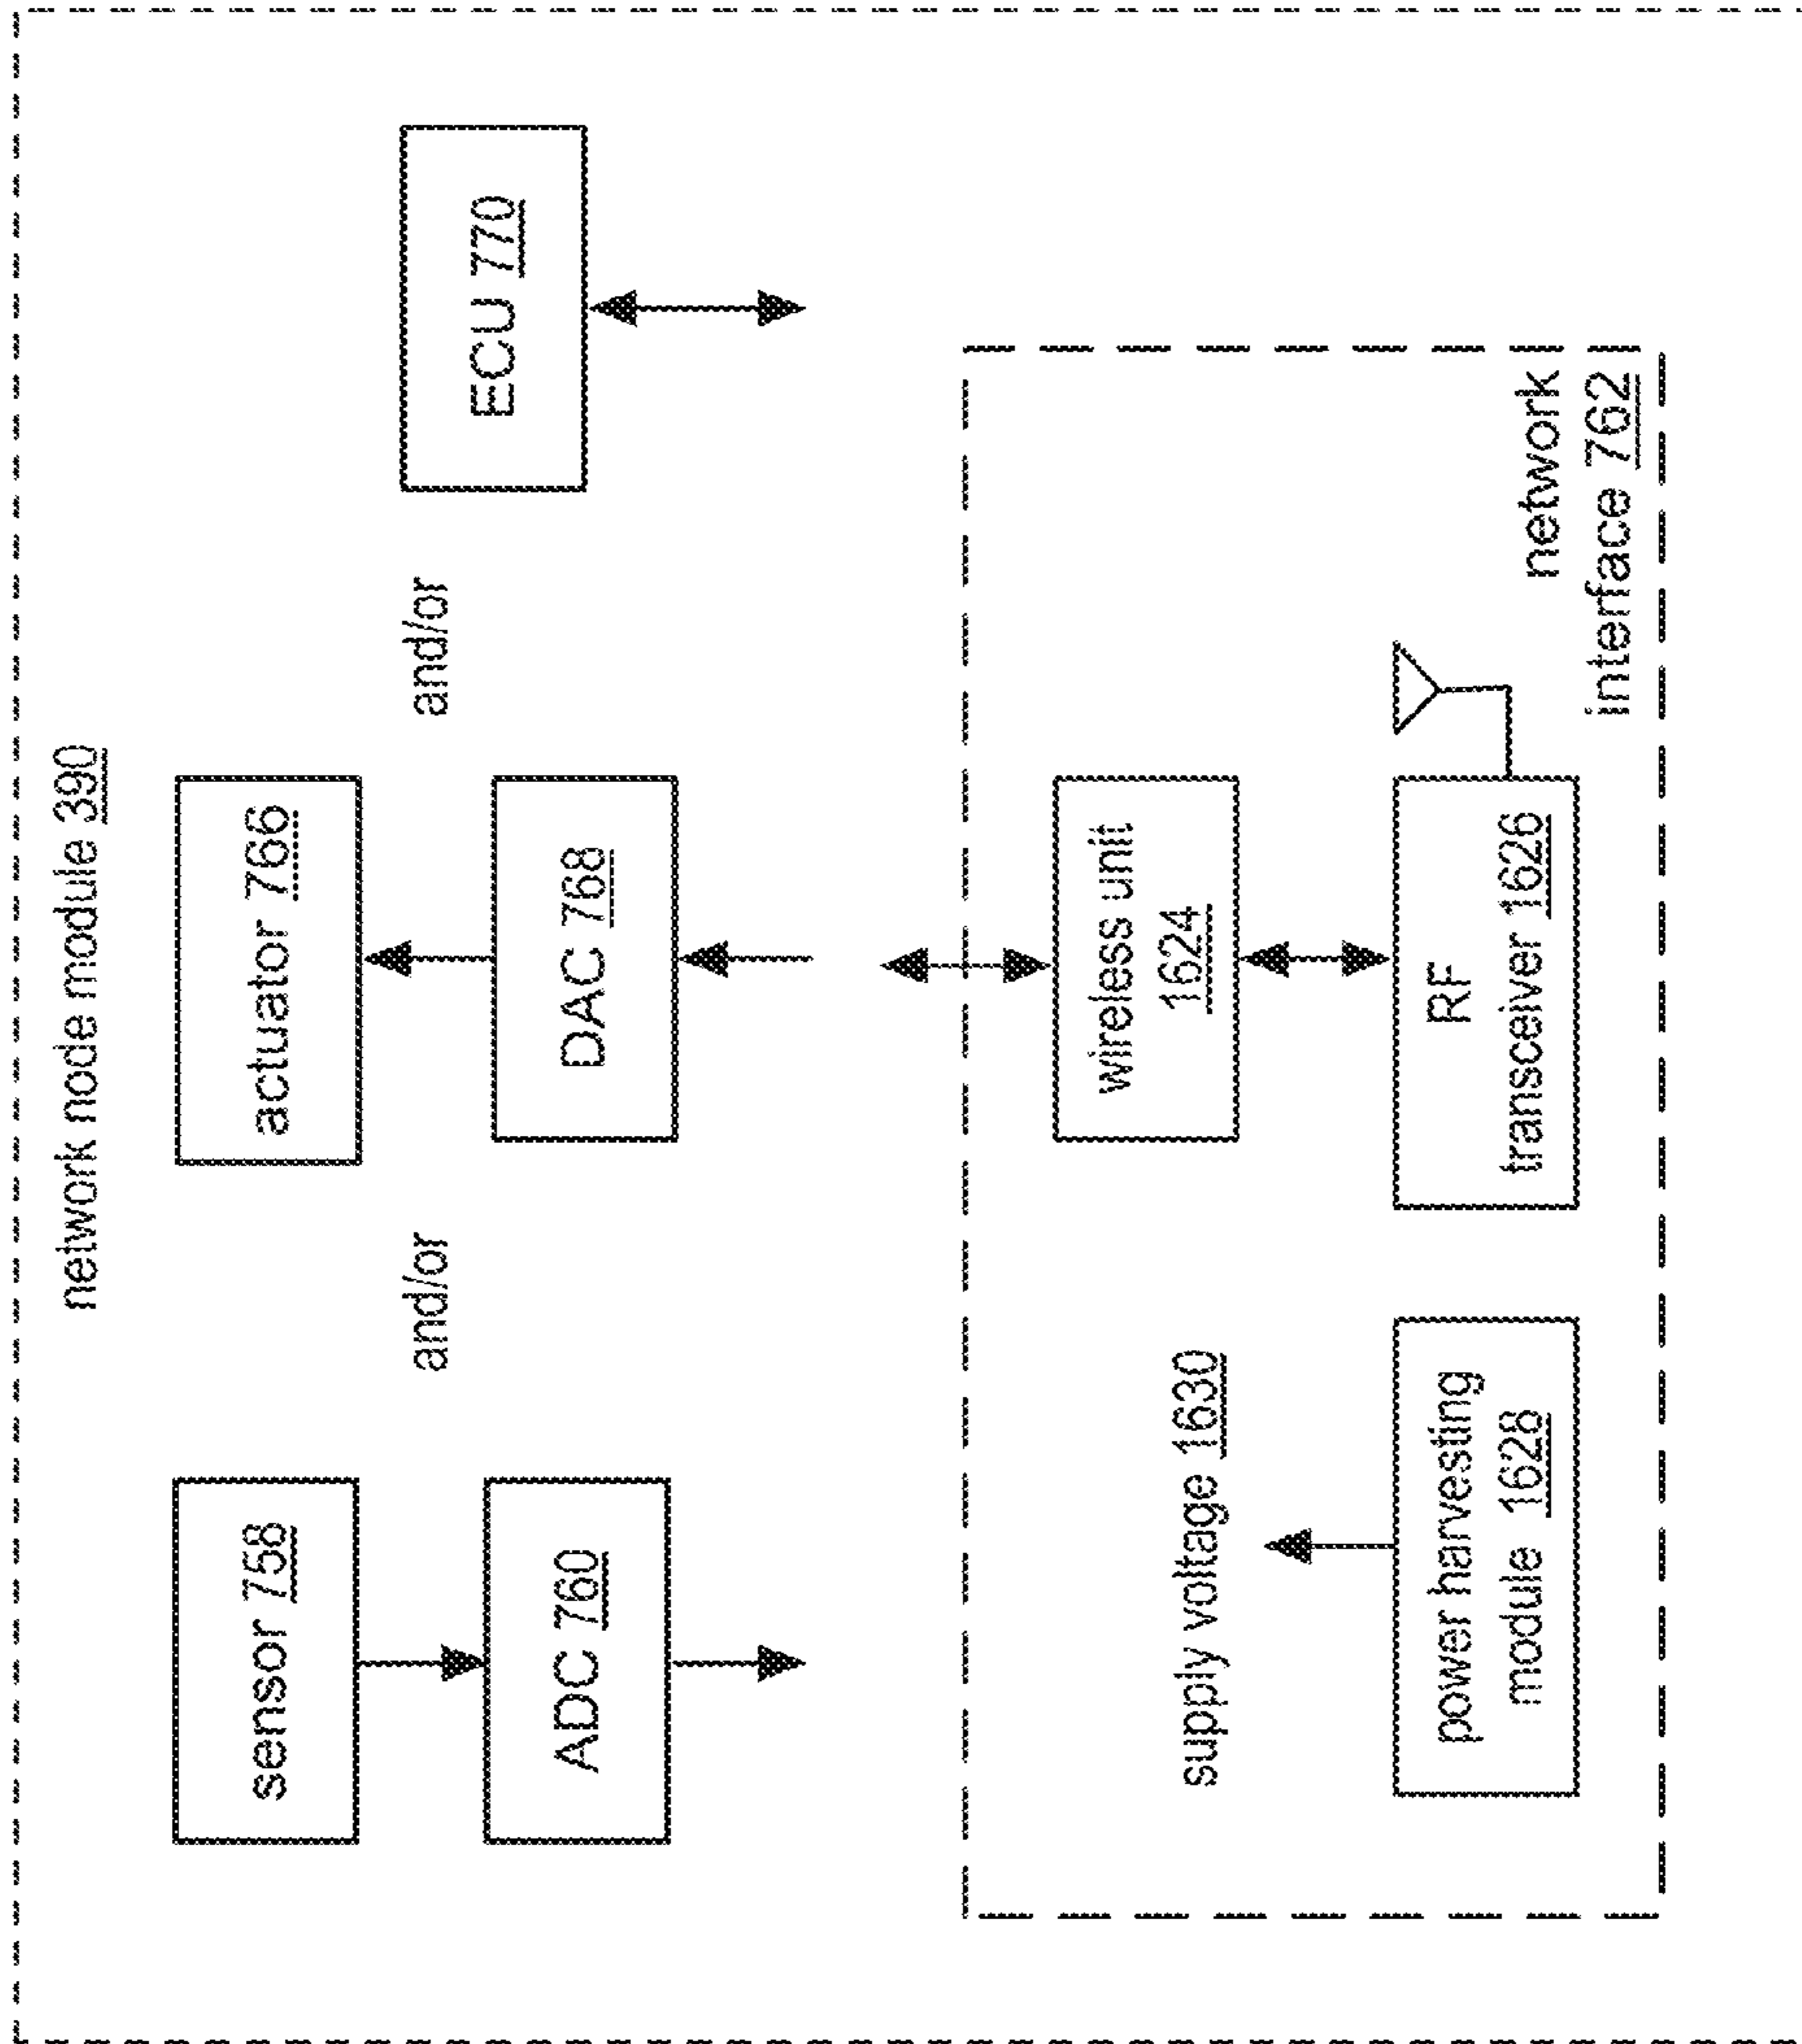 network node module 390
sensor 758
ADC 760
and/or
actuator 766
DAC 768
and/or
ECU 770
supply voltage 1630
power harvesting
module 1628
wireless unit
1624
RF
transceiver 1626
network
interface 762